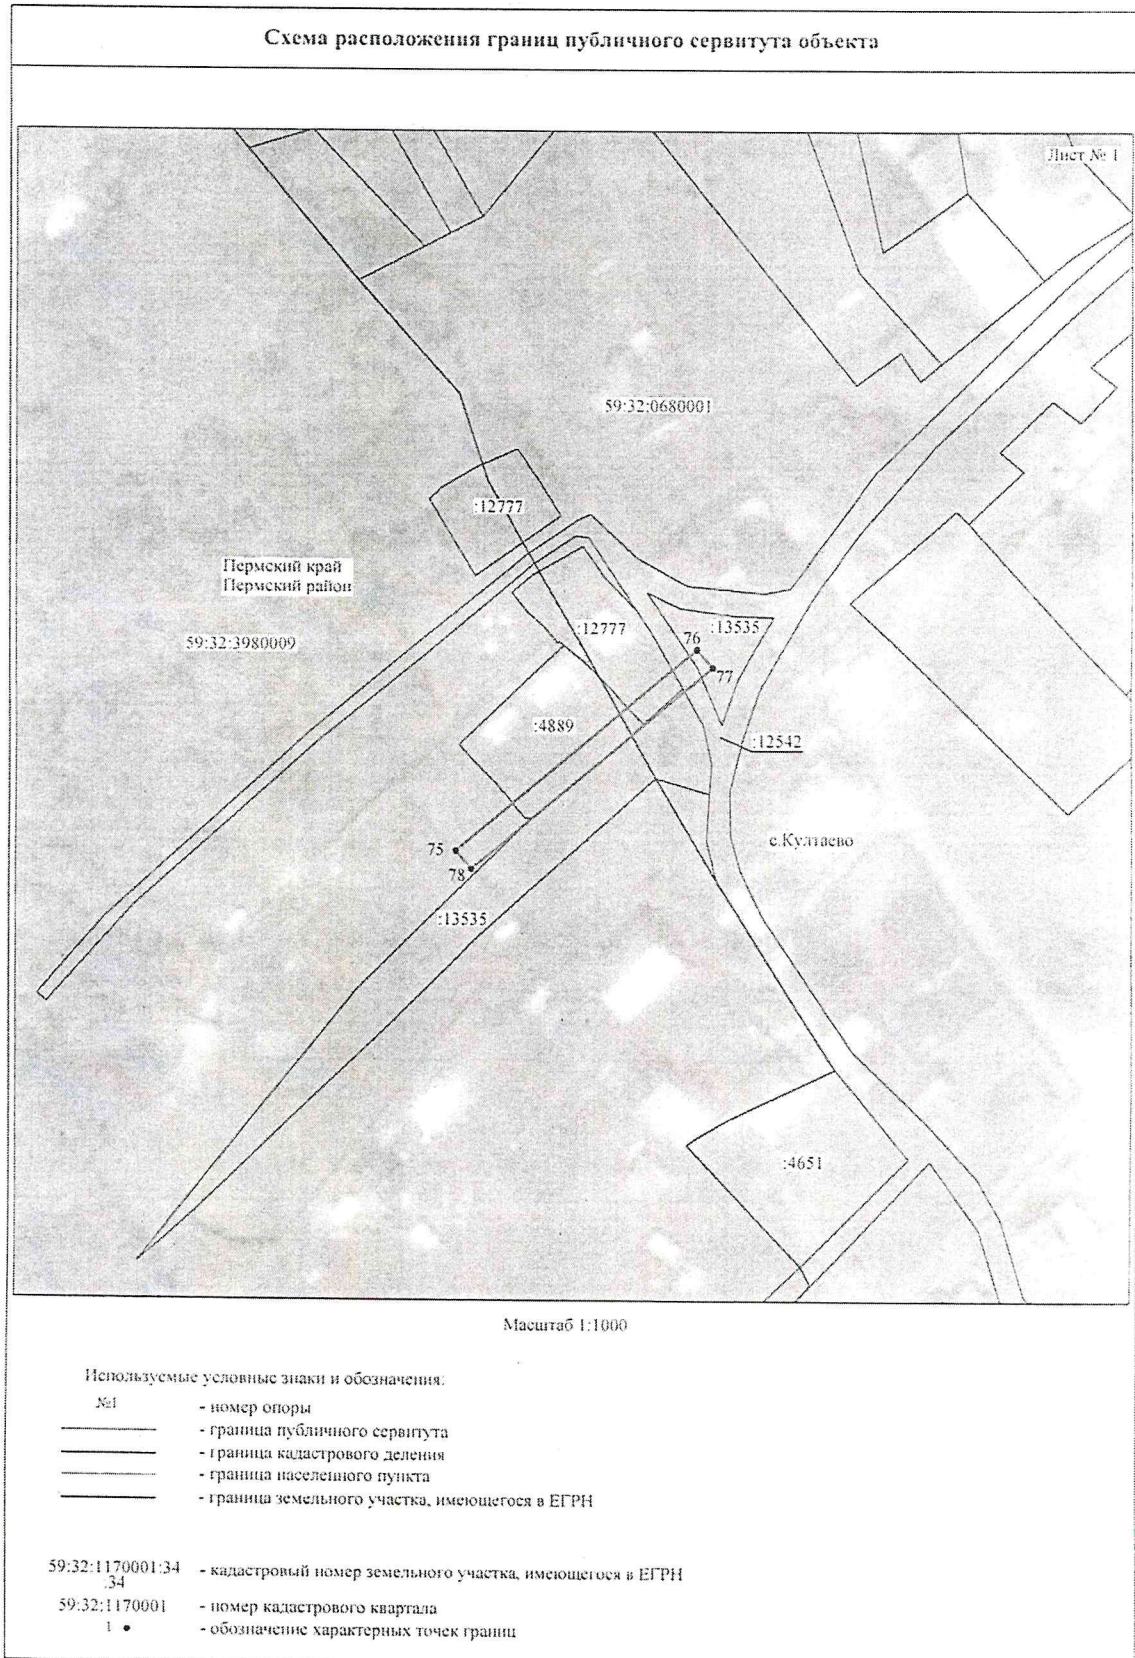 Схема расположения границ публичного сервитута объекта
Лист № 1
59:32:0680001
:12777
Пермский край
Пермский район
59:32:3980009
:12777
:13535
76
77
:4889
:12542
с.Култаево
75
78
:13535
:4651
Масштаб 1:1000
Используемые условные знаки и обозначения:
№1 - номер опоры
- граница публичного сервитута
- граница кадастрового деления
- граница населенного пункта
- граница земельного участка, имеющегося в ЕГРН
59:32:1170001:34
:34 - кадастровый номер земельного участка, имеющегося в ЕГРН
59:32:1170001 - номер кадастрового квартала
1 - обозначение характерных точек границ